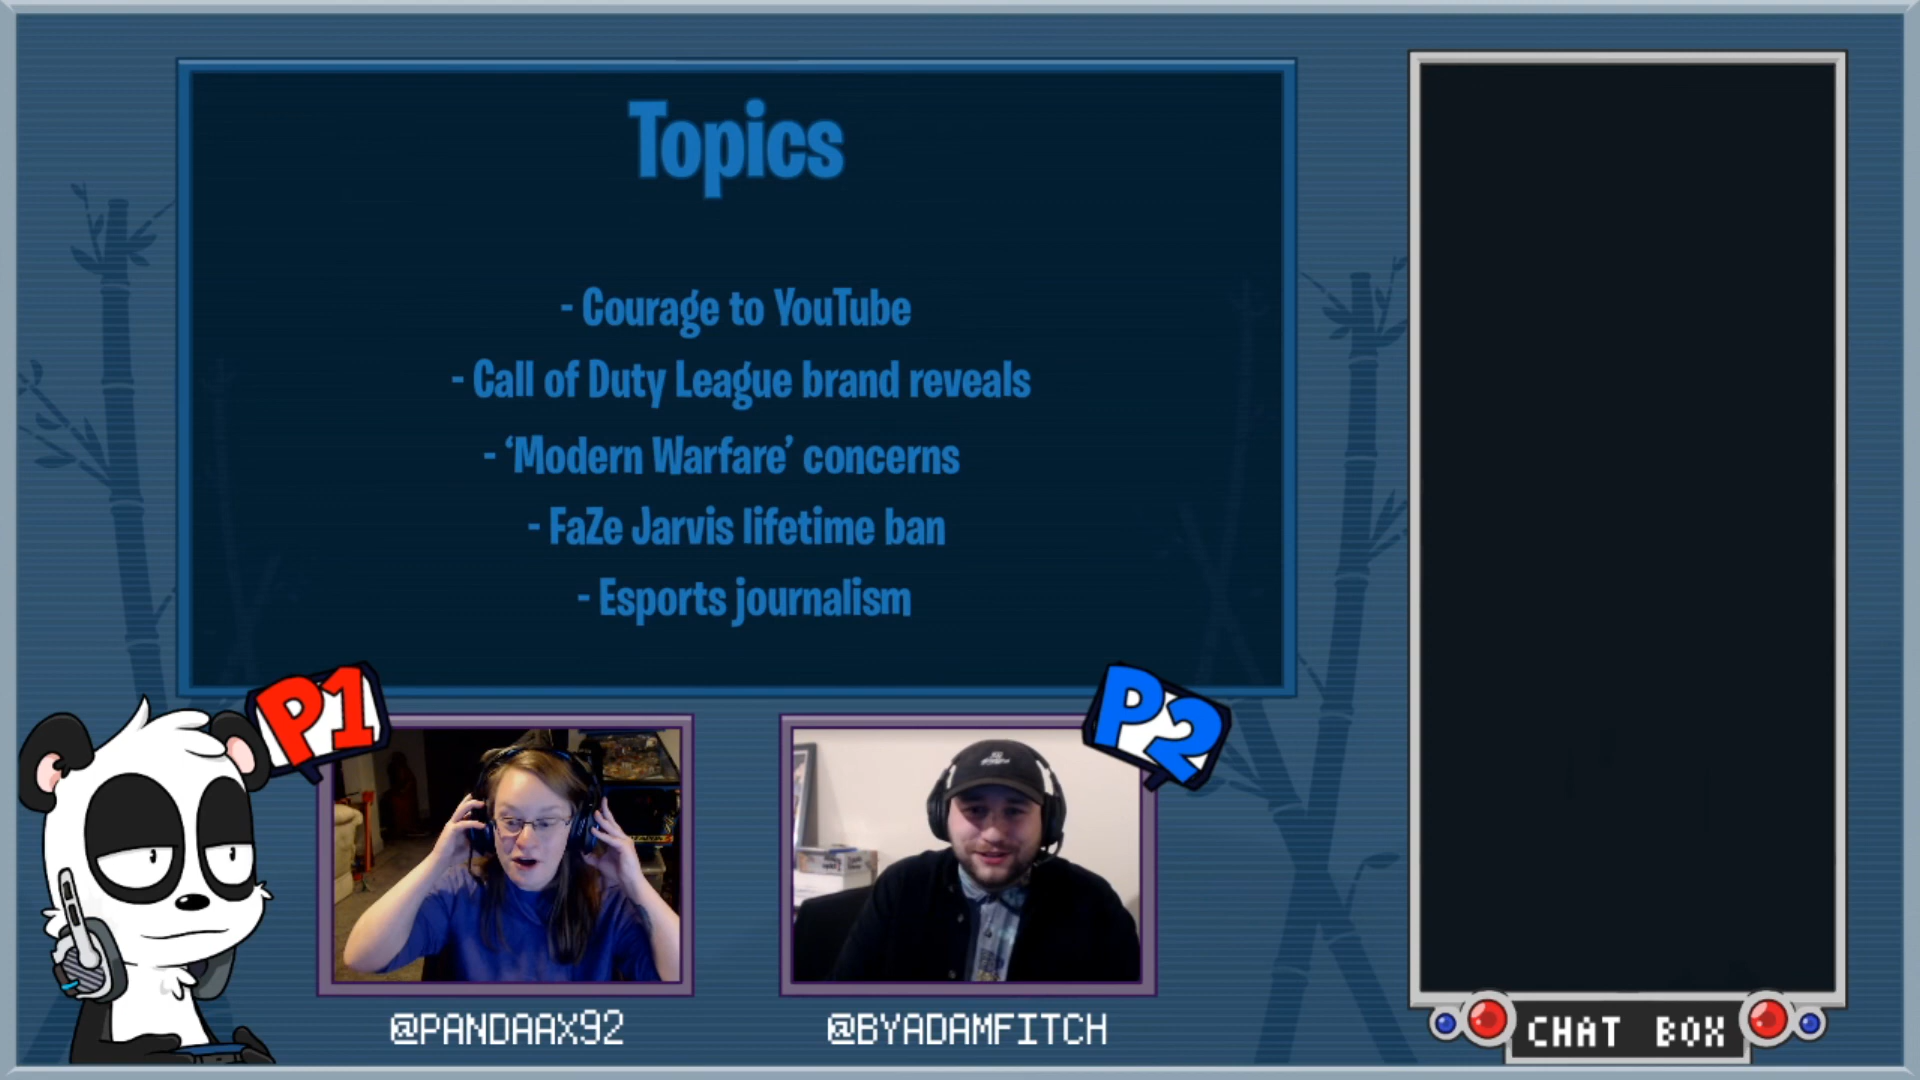 Topics
- Courage to YouTube
- Call of Duty League brand reveals
- ‘Modern Warfare’ concerns
- FaZe Jarvis lifetime ban
- Esports journalism
P1
P2
@PANDAAX92
@BYADAMFITCH
CHAT BOX